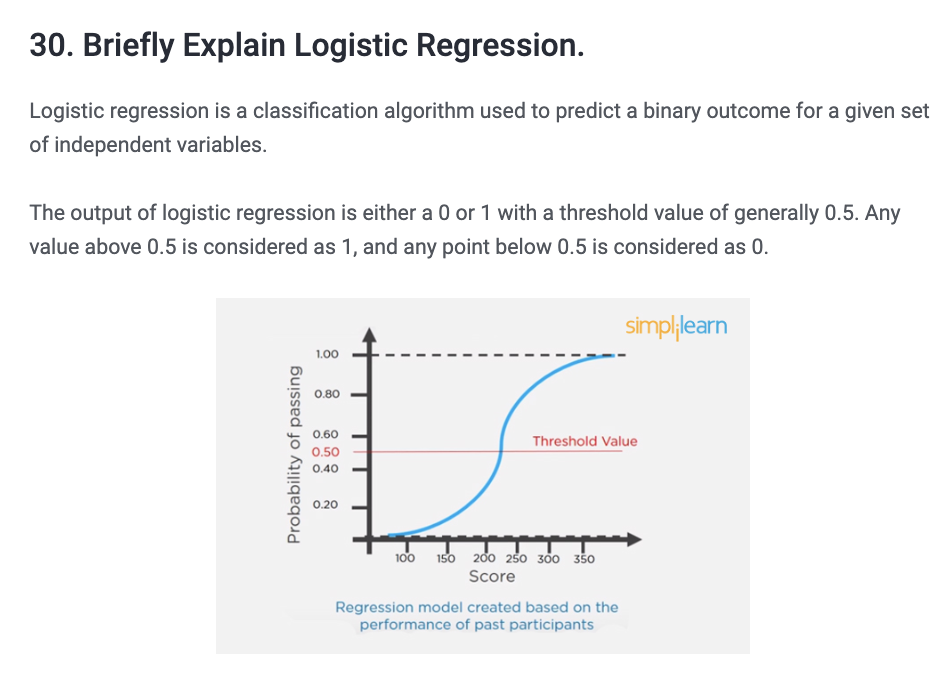 30. Briefly Explain Logistic Regression.
Logistic regression is a classification algorithm used to predict a binary outcome for a given set
of independent variables.
The output of logistic regression is either a 0 or 1 with a threshold value of generally 0.5. Any
value above 0.5 is considered as 1, and any point below 0.5 is considered as 0.
simplilearn
Probability of passing
1.00
0.80
0.60
0.50
0.40
0.20
Threshold Value
100 150 200 250 300 350
Score
Regression model created based on the
performance of past participants